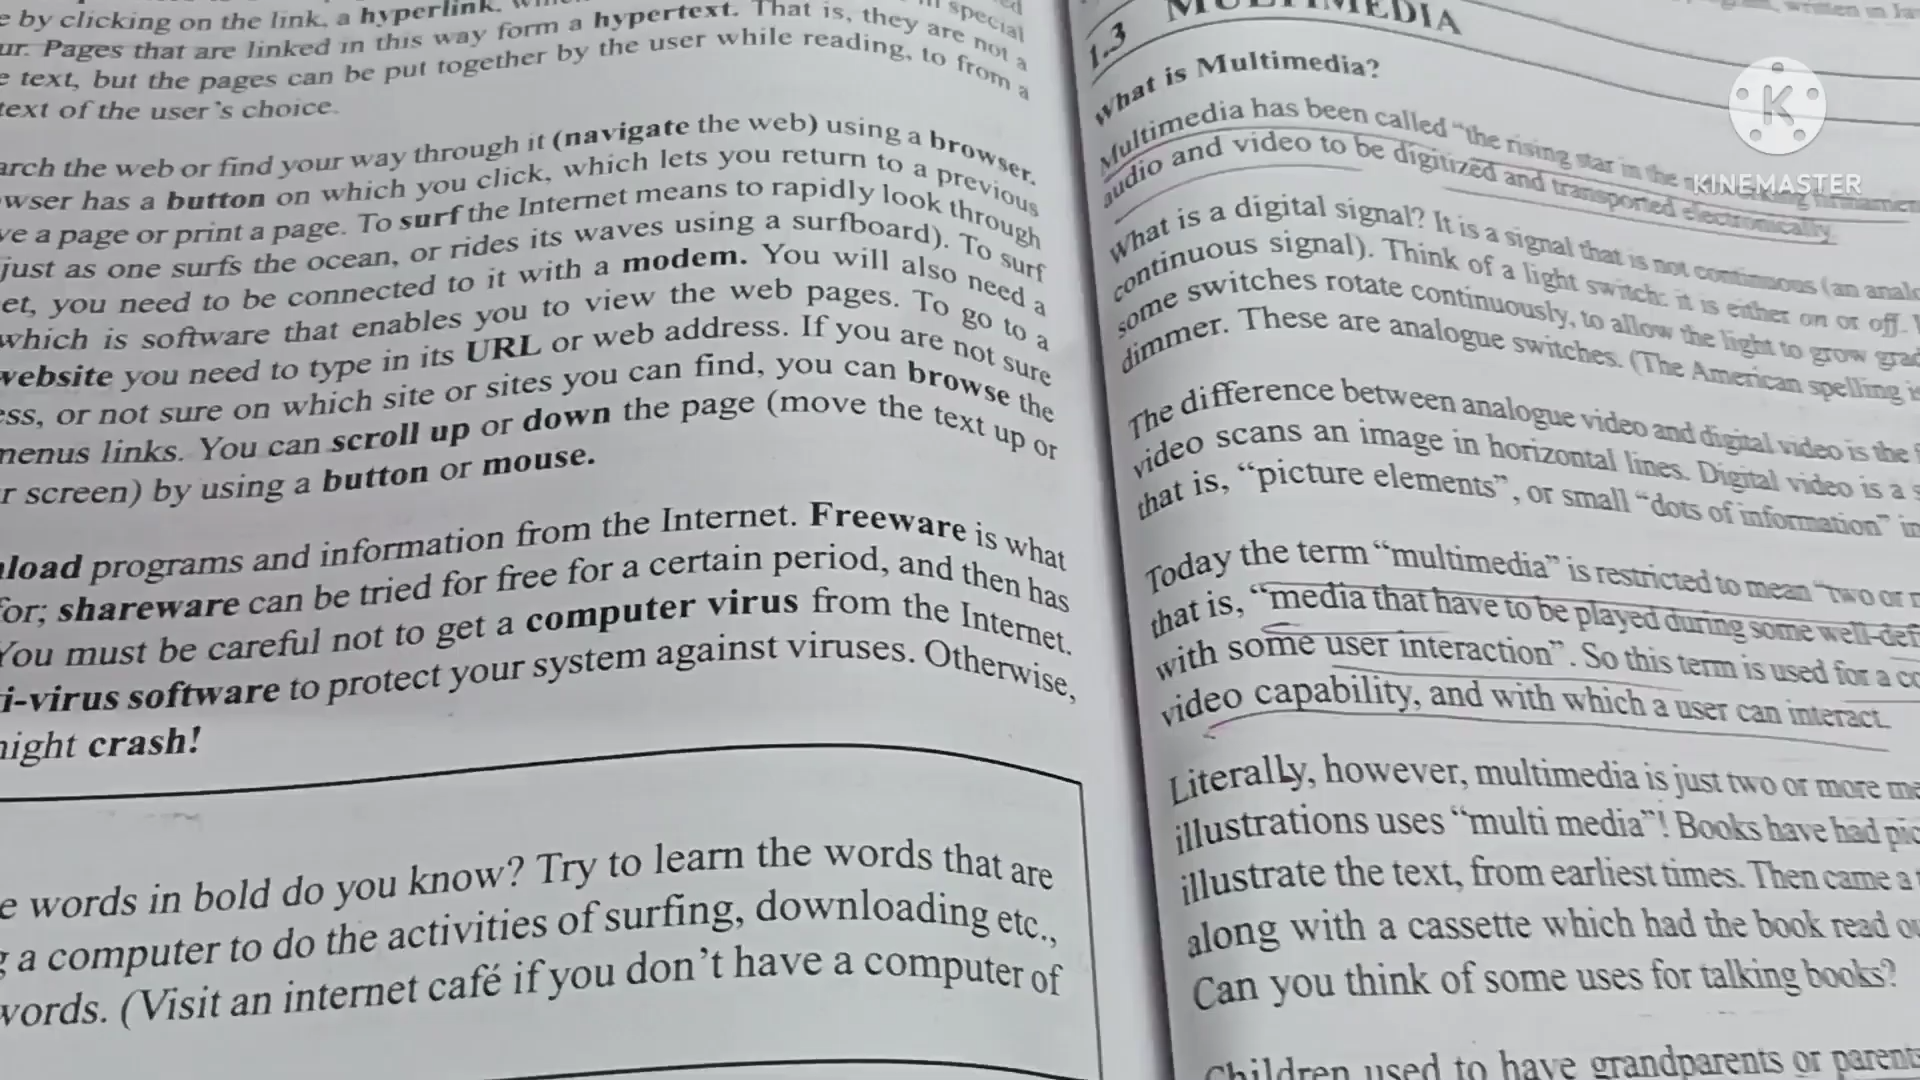 e by clicking on the link, a hyperlink.
special
ur. Pages that are linked in this way form a hypertext. That is, they are not a
e text, but the pages can be put together by the user while reading, to from a
text of the user's choice.
arch the web or find your way through it (navigate the web) using a browser.
wser has a button on which you click, which lets you return to a previous
ve a page or print a page. To surf the Internet means to rapidly look through
just as one surfs the ocean, or rides its waves using a surfboard). To surf
et, you need to be connected to it with a modem. You will also need a
which is software that enables you to view the web pages. To go to a
website you need to type in its URL or web address. If you are not sure
ess, or not sure on which site or sites you can find, you can browse the
menus links. You can scroll up or down the page (move the text up or
r screen) by using a button or mouse.
nload programs and information from the Internet. Freeware is what
for; shareware can be tried for free for a certain period, and then has
You must be careful not to get a computer virus from the Internet.
i-virus software to protect your system against viruses. Otherwise,
night crash!
e words in bold do you know? Try to learn the words that are
g a computer to do the activities of surfing, downloading etc.,
words. (Visit an internet café if you don't have a computer of
written in Jav
1.3 MULTIMEDIA
What is Multimedia?
Multimedia has been called "the rising star in the
audio and video to be digitized and transported electronically.
What is a digital signal? It is a signal that is not continuous (an analo
continuous signal). Think of a light switch: it is either on or off.
some switches rotate continuously, to allow the light to grow grad
dimmer. These are analogue switches. (The American spelling is
The difference between analogue video and digital video is the f
video scans an image in horizontal lines. Digital video is a s
that is, "picture elements", or small "dots of information" in
Today the term "multimedia" is restricted to mean "two or m
that is, "media that have to be played during some well-defi
with some user interaction". So this term is used for a co
video capability, and with which a user can interact.
Literally, however, multimedia is just two or more me
illustrations uses "multi media"! Books have had pic
illustrate the text, from earliest times. Then came a t
along with a cassette which had the book read ou
Can you think of some uses for talking books?
Children used to have grandparents or parents
K
KINEMASTER